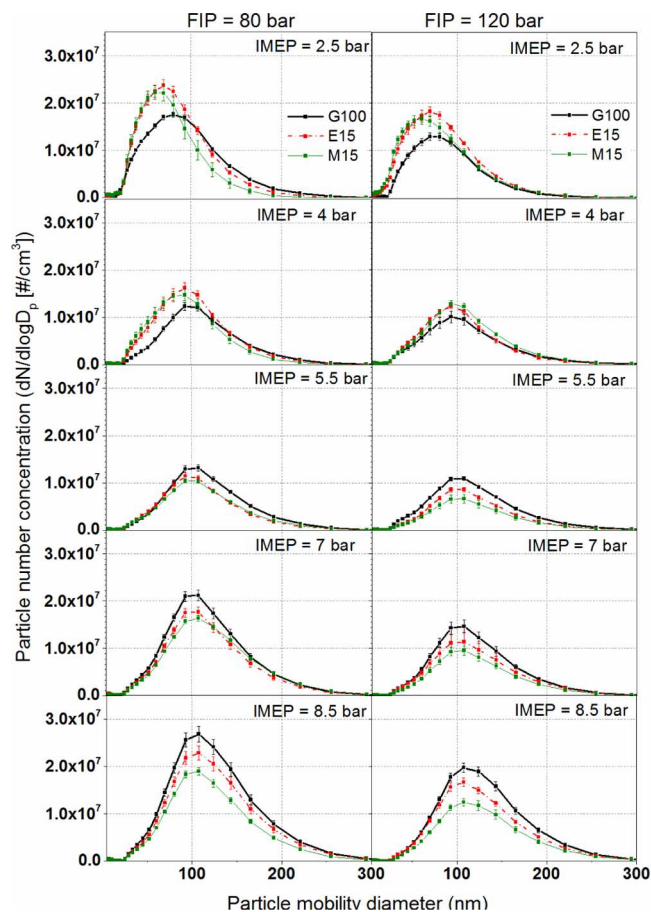 FIP = 80 bar FIP = 120 bar
Particle number concentration (dN/dlogDp [#/cm³])
3.0x10⁷ IMEP = 2.5 bar IMEP = 2.5 bar
2.0x10⁷ G100 G100
E15 E15
1.0x10⁷ M15 M15
0.0
3.0x10⁷ IMEP = 4 bar IMEP = 4 bar
2.0x10⁷
1.0x10⁷
0.0
3.0x10⁷ IMEP = 5.5 bar IMEP = 5.5 bar
2.0x10⁷
1.0x10⁷
0.0
3.0x10⁷ IMEP = 7 bar IMEP = 7 bar
2.0x10⁷
1.0x10⁷
0.0
3.0x10⁷ IMEP = 8.5 bar IMEP = 8.5 bar
2.0x10⁷
1.0x10⁷
0.0
100 200 300 100 200 300
Particle mobility diameter (nm)